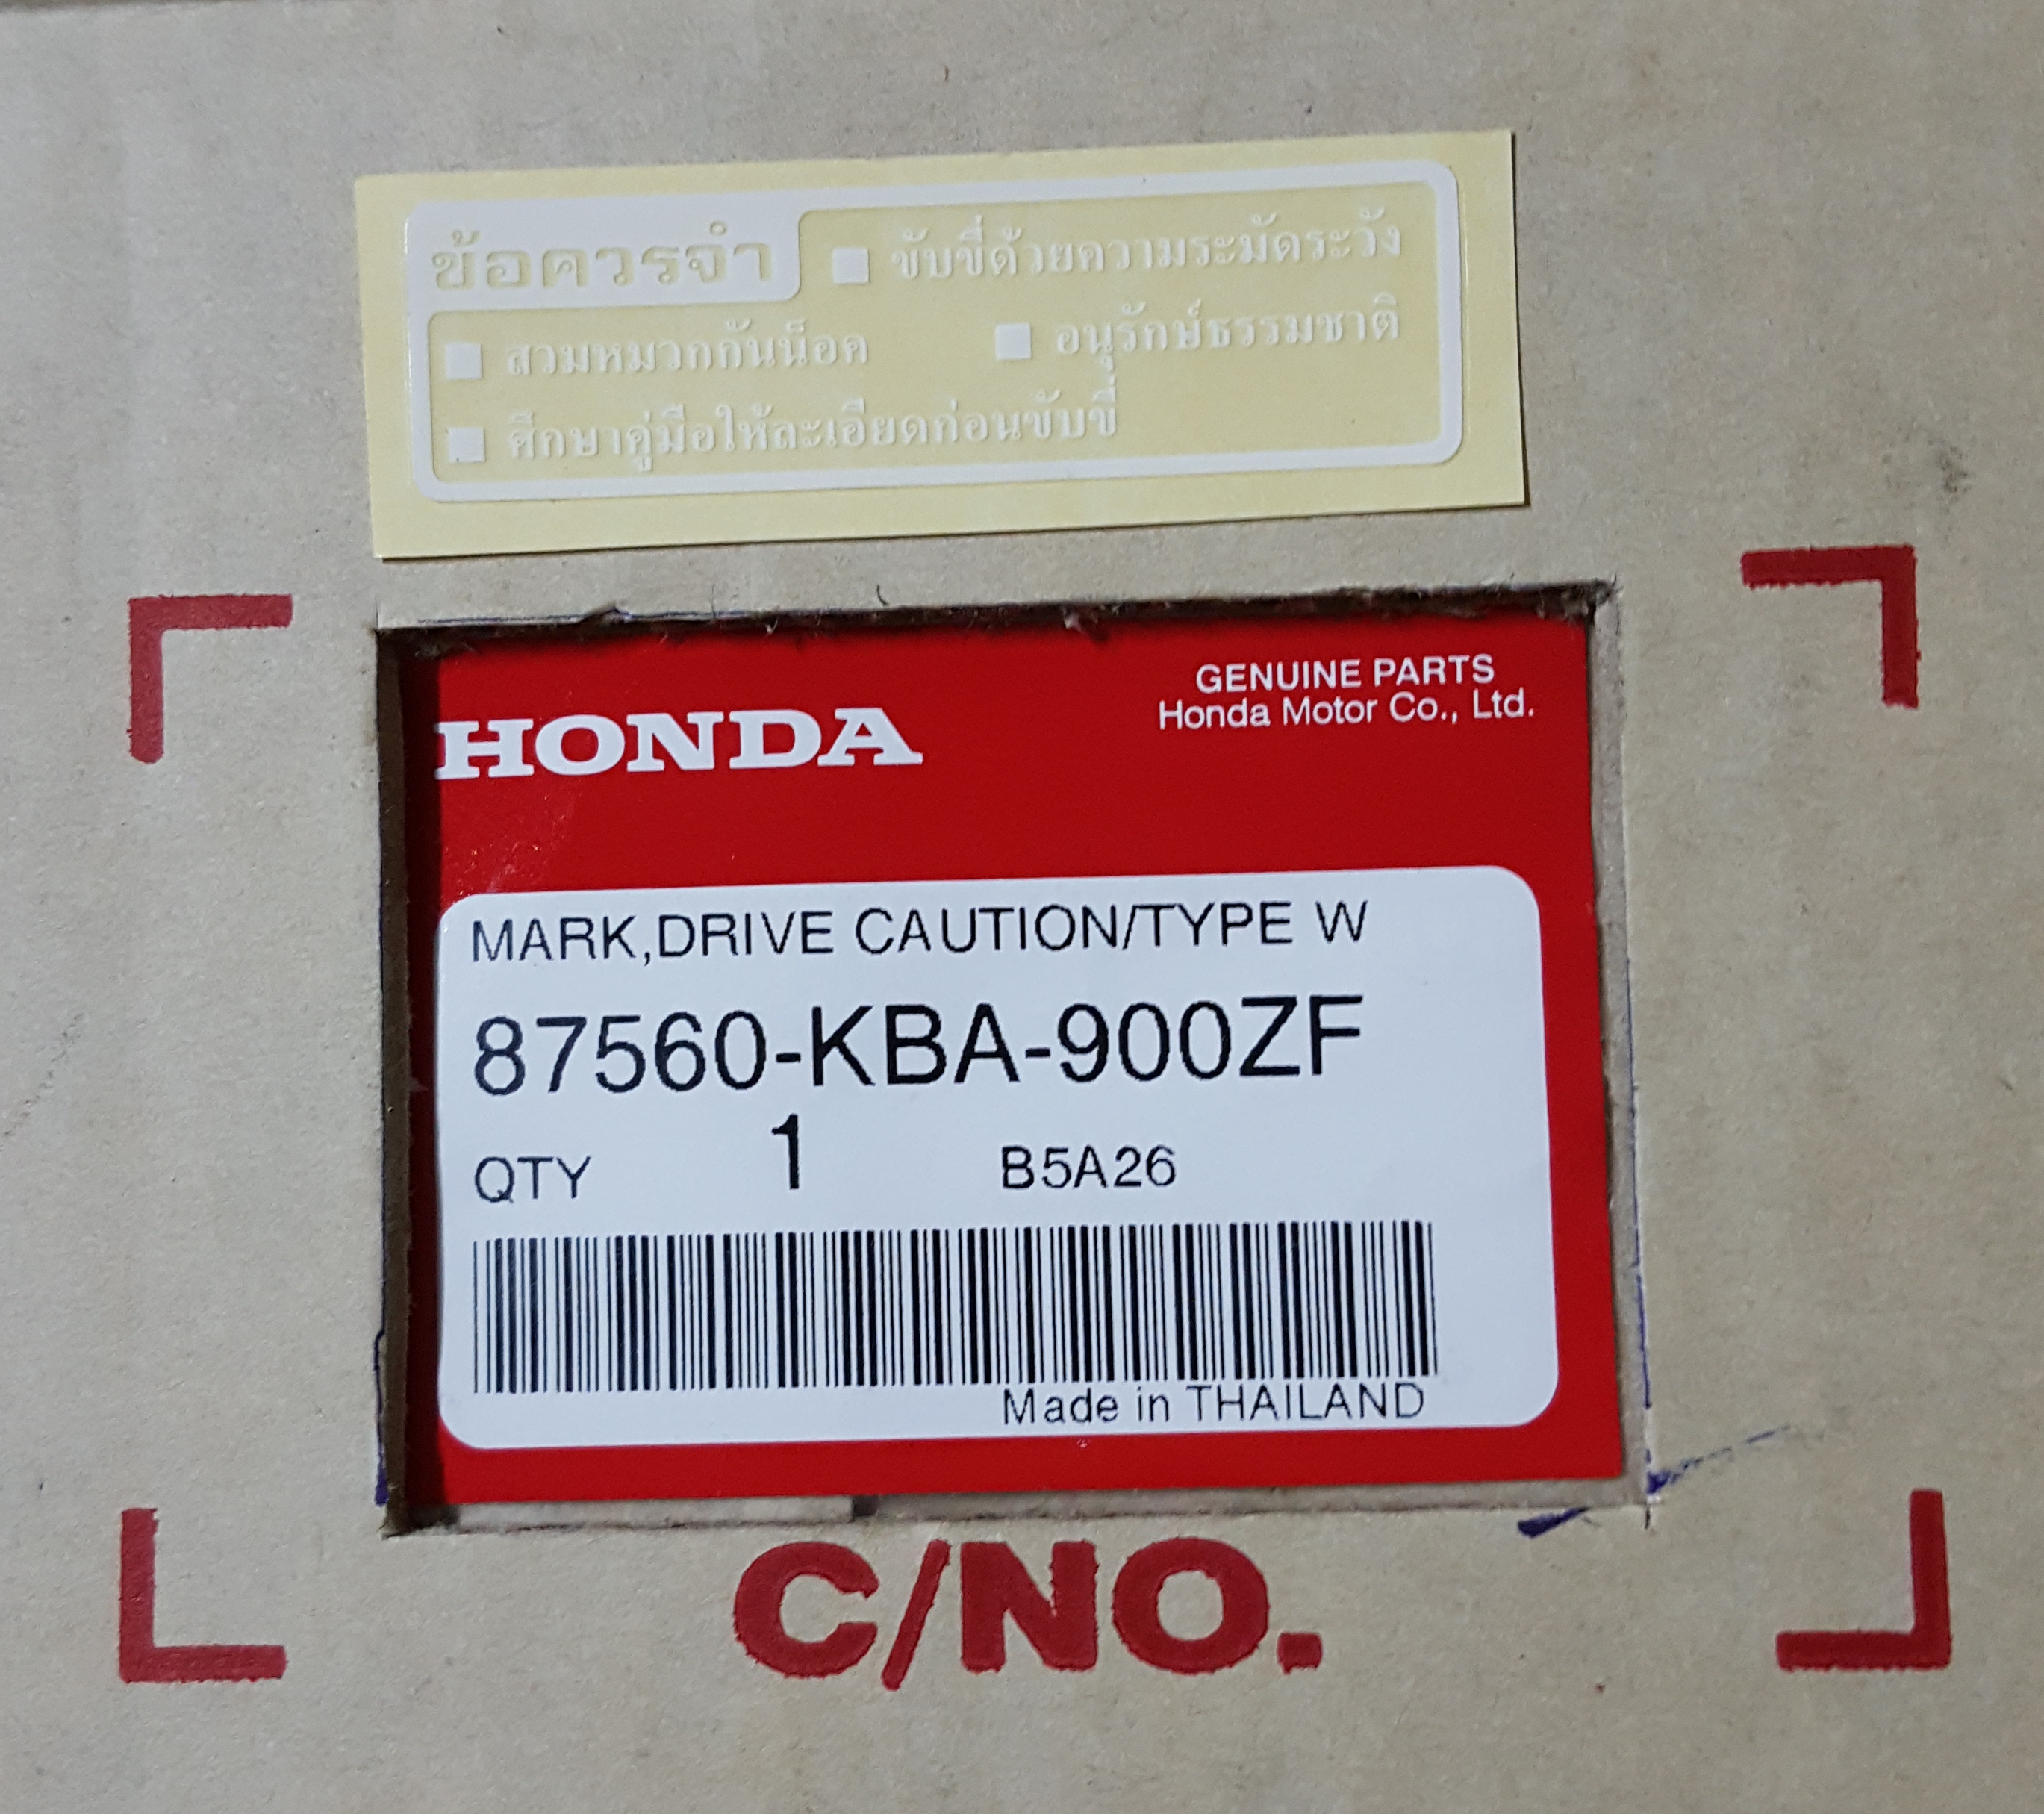 ข้อควรจำ ■ ขับขี่ด้วยความระมัดระวัง
■ สวมหมวกกันน็อค ■ อนุรักษ์ธรรมชาติ
■ ศึกษาคู่มือให้ละเอียดก่อนขับขี่
GENUINE PARTS
Honda Motor Co., Ltd.
HONDA
MARK,DRIVE CAUTION/TYPE W
87560-KBA-900ZF
QTY 1 B5A26
Made in THAILAND
C/NO.